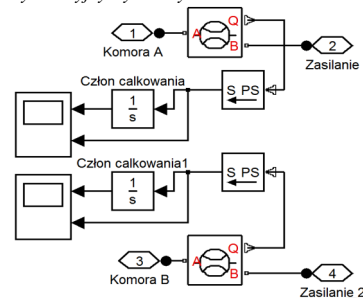 1
Komora A
A
Q
B
2
Zasilanie
Człon calkowania
1
s
S PS
Człon calkowania1
1
s
S PS
3
Komora B
A
Q
B
4
Zasilanie 2